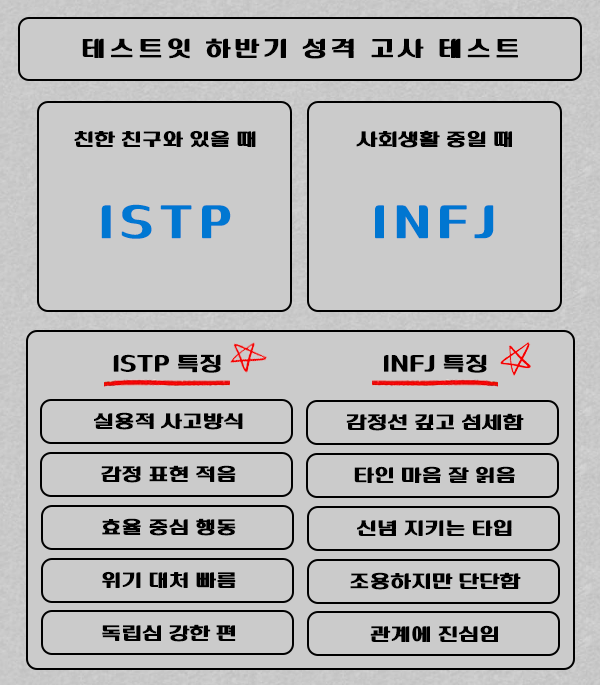 테스트잇 하반기 성격 고사 테스트
친한 친구와 있을 때
ISTP
사회생활 중일 때
INFJ
ISTP 특징
실용적 사고방식
감정 표현 적음
효율 중심 행동
위기 대처 빠름
독립심 강한 편
INFJ 특징
감정선 깊고 섬세함
타인 마음 잘 읽음
신념 지키는 타입
조용하지만 단단함
관계에 진심임